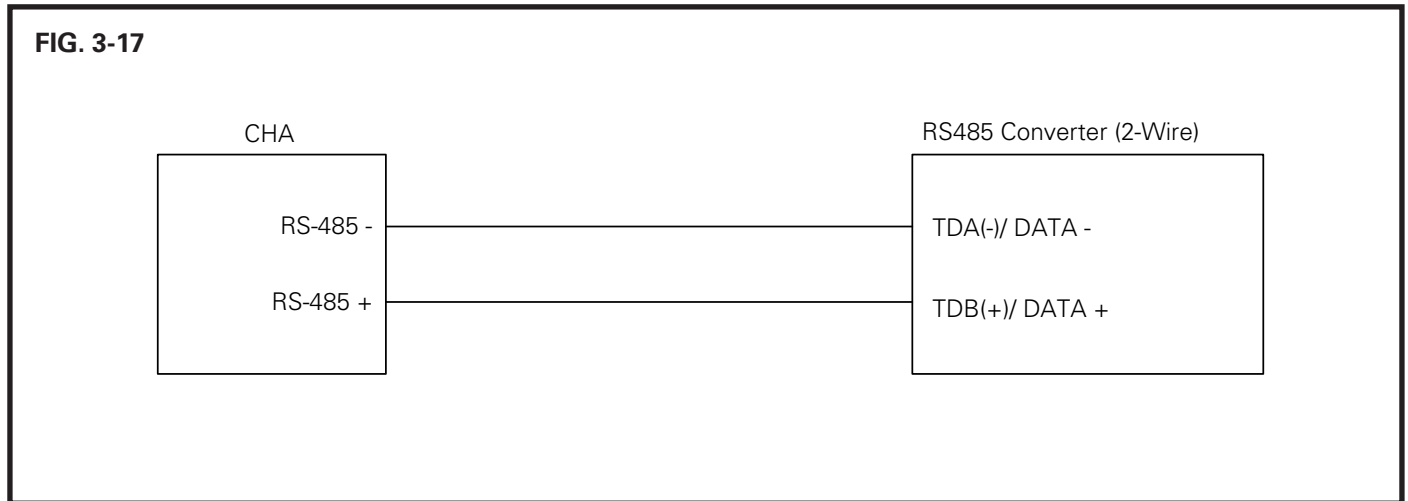 FIG. 3-17
CHA
RS485 Converter (2-Wire)
RS-485 -
TDA(-)/ DATA -
RS-485 +
TDB(+)/ DATA +